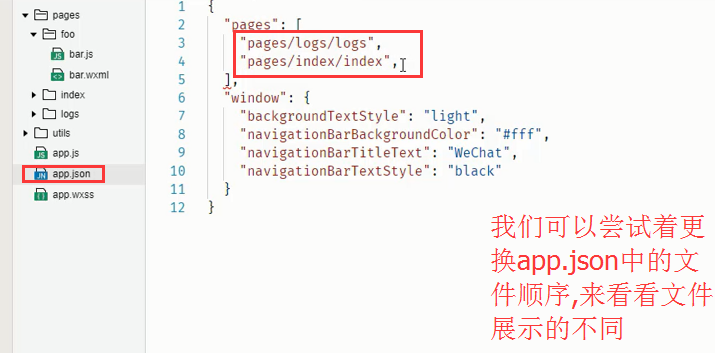 pages
foo
bar.js
bar.wxml
index
logs
utils
app.js
app.json
app.wxss
1 {
2 "pages": [
3 "pages/logs/logs",
4 "pages/index/index",
5 ],
6 "window": {
7 "backgroundTextStyle": "light",
8 "navigationBarBackgroundColor": "#fff",
9 "navigationBarTitleText": "WeChat",
10 "navigationBarTextStyle": "black"
11 }
12 }
我们可以尝试着更
换app.json中的文
件顺序,来看看文件
展示的不同